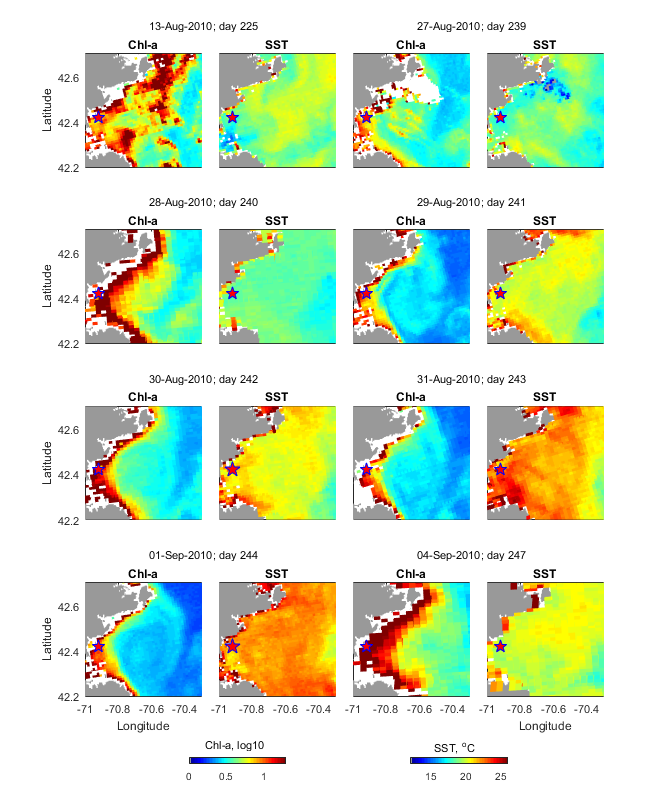 13-Aug-2010; day 225 27-Aug-2010; day 239
Chl-a SST Chl-a SST
42.6
42.4
42.2
Latitude
28-Aug-2010; day 240 29-Aug-2010; day 241
Chl-a SST Chl-a SST
42.6
42.4
42.2
Latitude
30-Aug-2010; day 242 31-Aug-2010; day 243
Chl-a SST Chl-a SST
42.6
42.4
42.2
Latitude
01-Sep-2010; day 244 04-Sep-2010; day 247
Chl-a SST Chl-a SST
42.6
42.4
42.2
Latitude
-71 -70.8 -70.6 -70.4 -71 -70.8 -70.6 -70.4 -71 -70.8 -70.6 -70.4 -71 -70.8 -70.6 -70.4
Longitude Longitude
Chl-a, log10 SST, °C
0 0.5 1 15 20 25